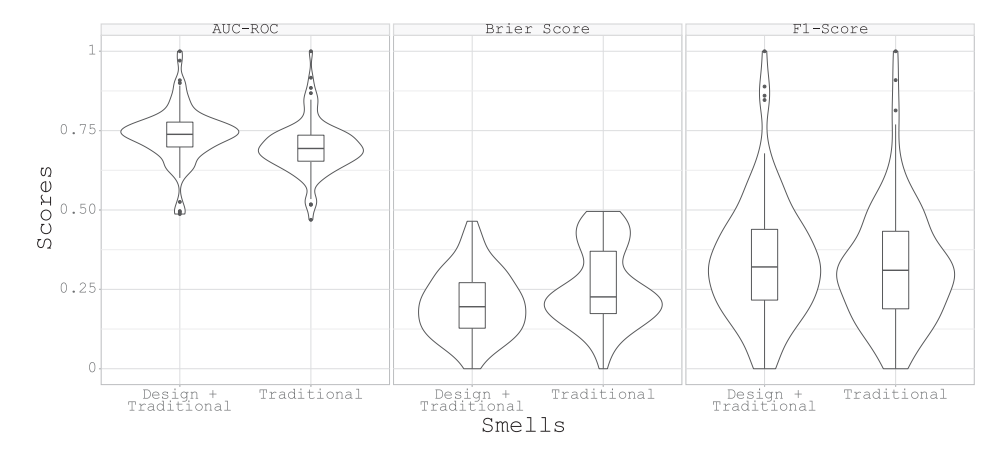 AUC-ROC
Brier Score
F1-Score
Scores
1
0.75
0.50
0.25
0
Design +
Traditional
Traditional
Design +
Traditional
Traditional
Design +
Traditional
Traditional
Smells